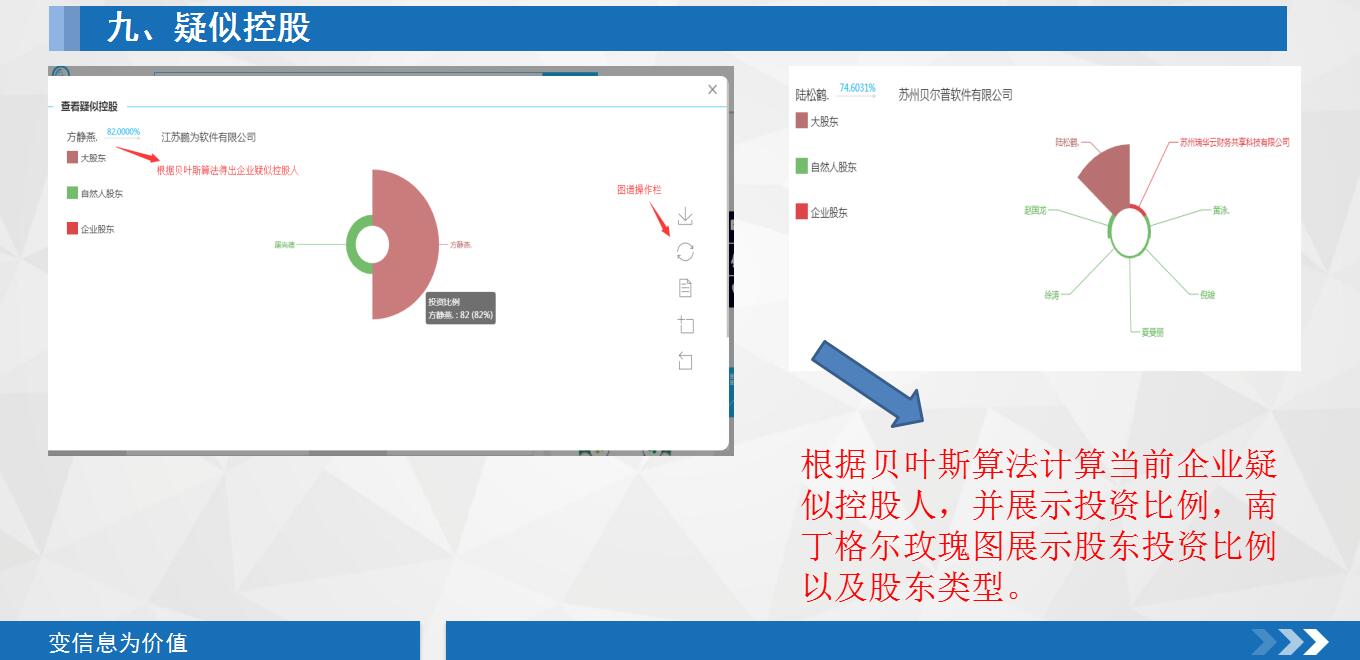 九、疑似控股
查看疑似控股
方静燕. 82.0000% 江苏鹏为软件有限公司
大股东
根据贝叶斯算法得出企业疑似控股人
自然人股东
企业股东
图谱操作栏
方静燕.
投资比例
方静燕. : 82 (82%)
陆松鹤. 74.6031% 苏州贝尔普软件有限公司
大股东
自然人股东
企业股东
陆松鹤.
苏州瑞华云财务共享科技有限公司
赵国龙
黄泳.
徐涛
倪峻
夏曼丽
根据贝叶斯算法计算当前企业疑
似控股人，并展示投资比例，南
丁格尔玫瑰图展示股东投资比例
以及股东类型。
变信息为价值